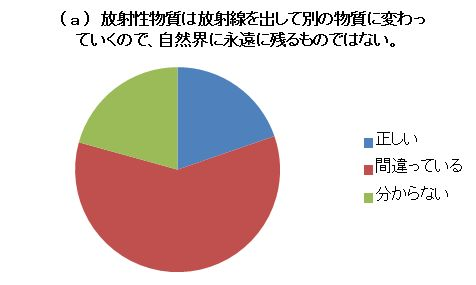 (a) 放射性物質は放射線を出して別の物質に変わっ
ていくので、自然界に永遠に残るものではない。
正しい
間違っている
分からない